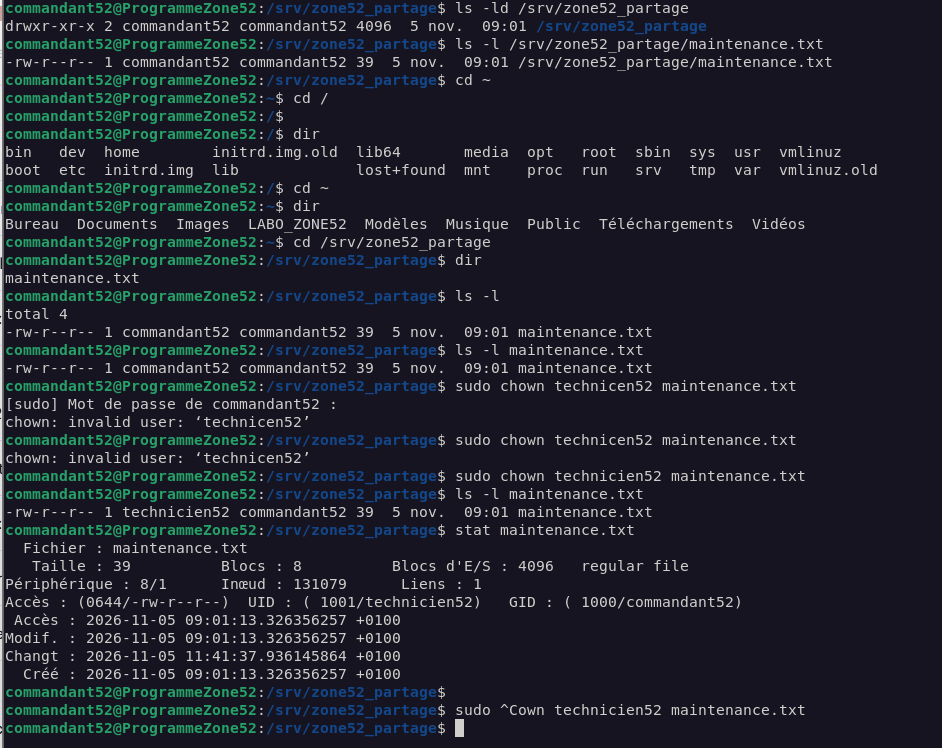 commandant52@ProgrammeZone52:/srv/zone52_partage$ ls -ld /srv/zone52_partage
drwxr-xr-x 2 commandant52 commandant52 4096  5 nov.  09:01 /srv/zone52_partage
commandant52@ProgrammeZone52:/srv/zone52_partage$ ls -l /srv/zone52_partage/maintenance.txt
-rw-r--r-- 1 commandant52 commandant52 39  5 nov.  09:01 /srv/zone52_partage/maintenance.txt
commandant52@ProgrammeZone52:/srv/zone52_partage$ cd ~
commandant52@ProgrammeZone52:~$ cd /
commandant52@ProgrammeZone52:/$
commandant52@ProgrammeZone52:/$ dir
bin   dev  home        initrd.img.old  lib64       media  opt   root  sbin  sys  usr  vmlinuz
boot  etc  initrd.img  lib             lost+found  mnt    proc  run   srv   tmp  var  vmlinuz.old
commandant52@ProgrammeZone52:/$ cd ~
commandant52@ProgrammeZone52:~$ dir
Bureau  Documents  Images  LABO_ZONE52  Modèles  Musique  Public  Téléchargements  Vidéos
commandant52@ProgrammeZone52:~$ cd /srv/zone52_partage
commandant52@ProgrammeZone52:/srv/zone52_partage$ dir
maintenance.txt
commandant52@ProgrammeZone52:/srv/zone52_partage$ ls -l
total 4
-rw-r--r-- 1 commandant52 commandant52 39  5 nov.  09:01 maintenance.txt
commandant52@ProgrammeZone52:/srv/zone52_partage$ ls -l maintenance.txt
-rw-r--r-- 1 commandant52 commandant52 39  5 nov.  09:01 maintenance.txt
commandant52@ProgrammeZone52:/srv/zone52_partage$ sudo chown technicen52 maintenance.txt
[sudo] Mot de passe de commandant52 :
chown: invalid user: ‘technicen52’
commandant52@ProgrammeZone52:/srv/zone52_partage$ sudo chown technicen52 maintenance.txt
chown: invalid user: ‘technicen52’
commandant52@ProgrammeZone52:/srv/zone52_partage$ sudo chown technicien52 maintenance.txt
commandant52@ProgrammeZone52:/srv/zone52_partage$ ls -l maintenance.txt
-rw-r--r-- 1 technicien52 commandant52 39  5 nov.  09:01 maintenance.txt
commandant52@ProgrammeZone52:/srv/zone52_partage$ stat maintenance.txt
  Fichier : maintenance.txt
   Taille : 39          Blocs : 8          Blocs d'E/S : 4096   regular file
Périphérique : 8/1      Inœud : 131079      Liens : 1
Accès : (0644/-rw-r--r--)  UID : ( 1001/technicien52)   GID : ( 1000/commandant52)
 Accès : 2026-11-05 09:01:13.326356257 +0100
Modif. : 2026-11-05 09:01:13.326356257 +0100
Changt : 2026-11-05 11:41:37.936145864 +0100
  Créé : 2026-11-05 09:01:13.326356257 +0100
commandant52@ProgrammeZone52:/srv/zone52_partage$
commandant52@ProgrammeZone52:/srv/zone52_partage$ sudo ^Cown technicien52 maintenance.txt
commandant52@ProgrammeZone52:/srv/zone52_partage$